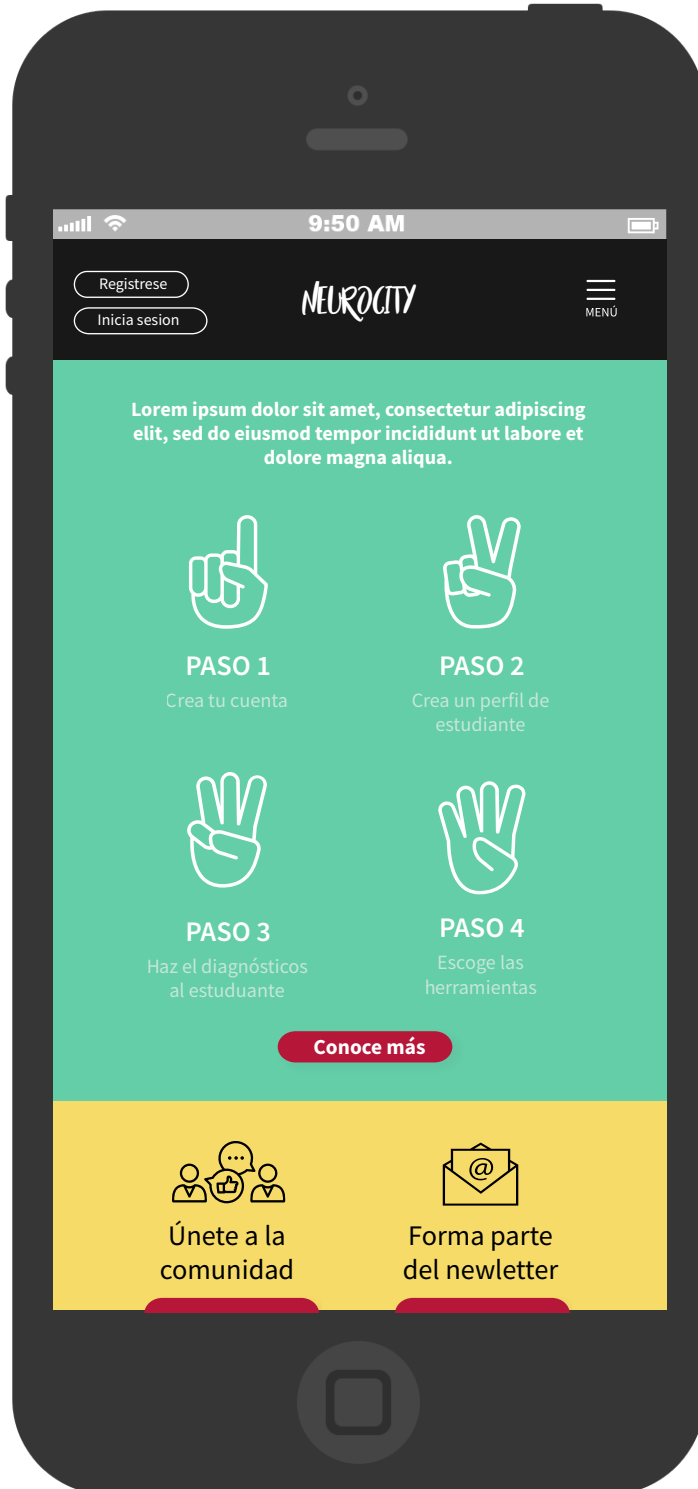 9:50 AM
Registrese
Inicia sesion
NEUROCITY
MENÚ
Lorem ipsum dolor sit amet, consectetur adipiscing
elit, sed do eiusmod tempor incididunt ut labore et
dolore magna aliqua.
PASO 1
Crea tu cuenta
PASO 2
Crea un perfil de
estudiante
PASO 3
Haz el diagnósticos
al estuduante
PASO 4
Escoge las
herramientas
Conoce más
@
Únete a la
comunidad
Forma parte
del newletter